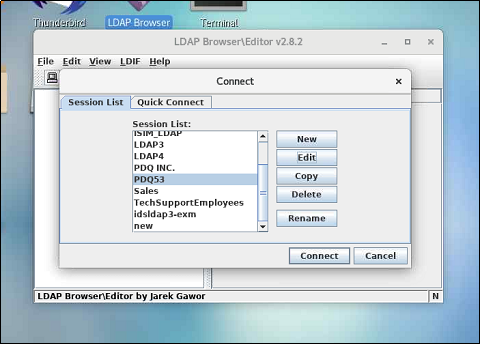 Thunderbird
LDAP Browser
Terminal
LDAP Browser\Editor v2.8.2
File Edit View LDIF Help
Connect
Session List
Quick Connect
Session List:
ISIM_LDAP
LDAP3
LDAP4
PDQ INC.
PDQ53
Sales
TechSupportEmployees
idsldap3-exm
new
New
Edit
Copy
Delete
Rename
Connect
Cancel
LDAP Browser\Editor by Jarek Gawor
N